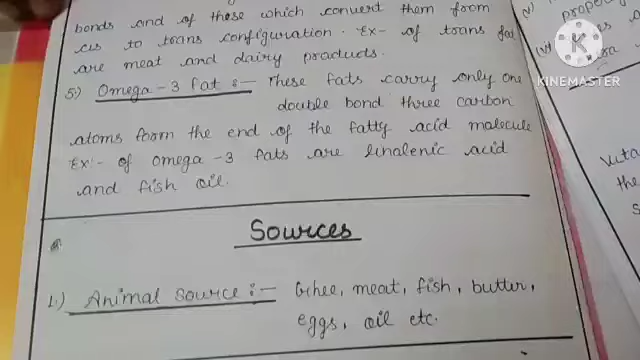 bonds and of those which convert them from
cis to trans configuration. Ex- of trans fat
are meat and dairy products.
5.) Omega-3 fat :- These fats carry only one
double bond three carbon
atoms form the end of the fatty acid molecule
Ex:- of omega-3 fats are linalenic acid
and fish oil.
Sources
1.) Animal source :- Ghee, meat, fish, butter,
eggs, oil etc.
KINEMASTER